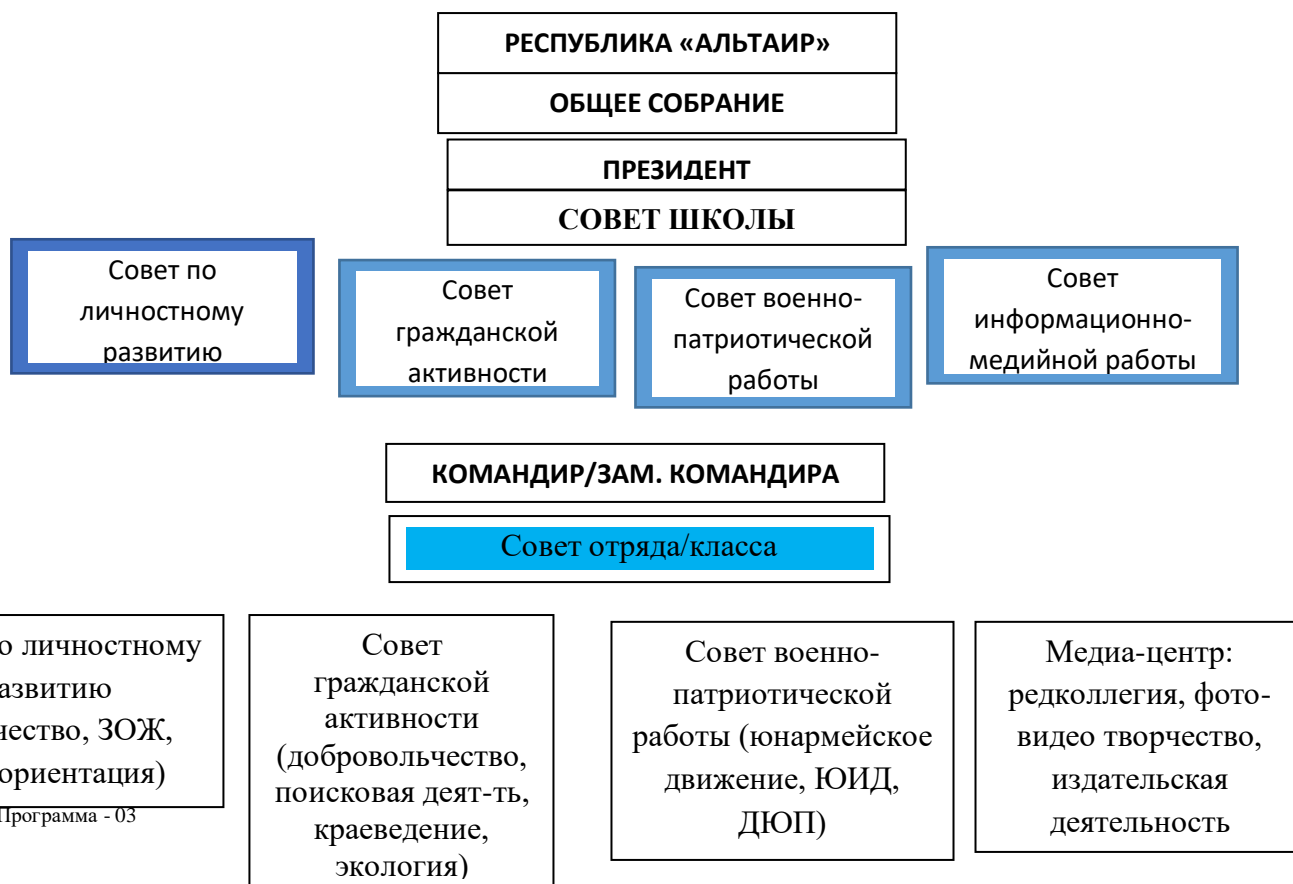 РЕСПУБЛИКА «АЛЬТАИР»
ОБЩЕЕ СОБРАНИЕ
ПРЕЗИДЕНТ
СОВЕТ ШКОЛЫ
Совет по
личностному
развитию
Совет
гражданской
активности
Совет военно-
патриотической
работы
Совет
информационно-
медийной работы
КОМАНДИР/ЗАМ. КОМАНДИРА
Совет отряда/класса
личностному
ЗОЖ,
Совет
гражданской
активности
(добровольчество,
поисковая деят-ть,
краеведение,
экология)
Совет военно-
патриотической
работы (юнармейское
движение, ЮИД,
ДЮП)
Медиа-центр:
редколлегия, фото-
видео творчество,
издательская
деятельность
Программа - 03